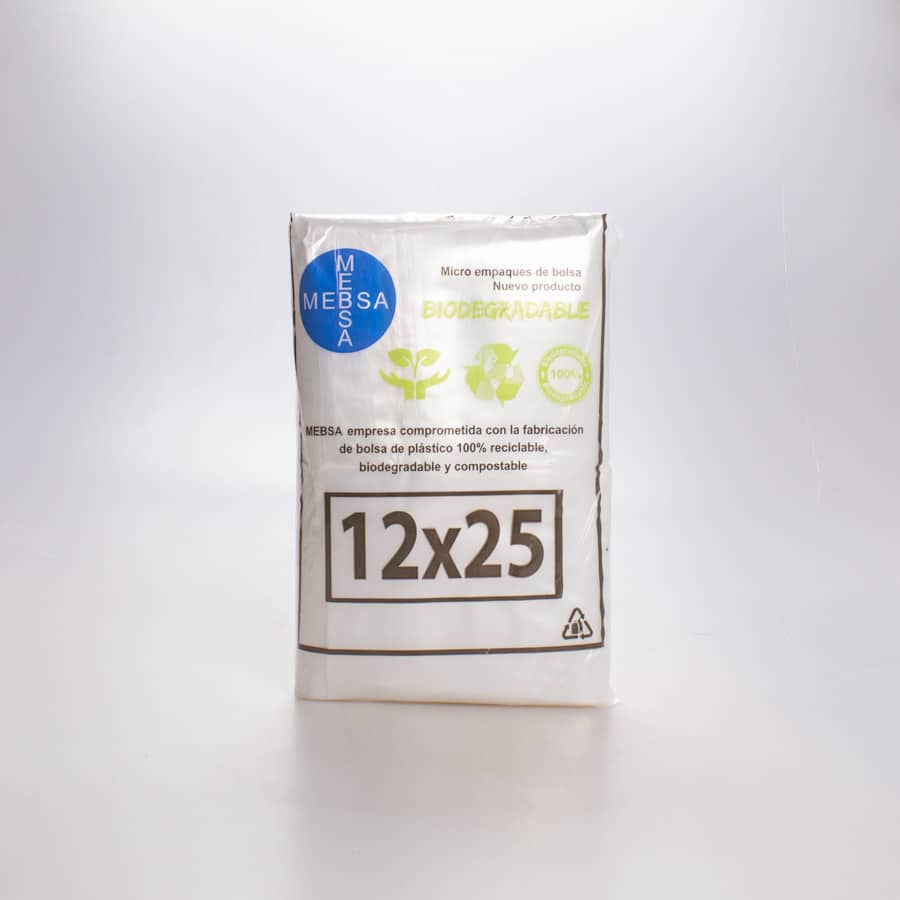 MEBSA
MEBSA
Micro empaques de bolsa
Nuevo producto
BIODEGRADABLE
100%
MEBSA empresa comprometida con la fabricación
de bolsa de plástico 100% reciclable,
biodegradable y compostable
12x25